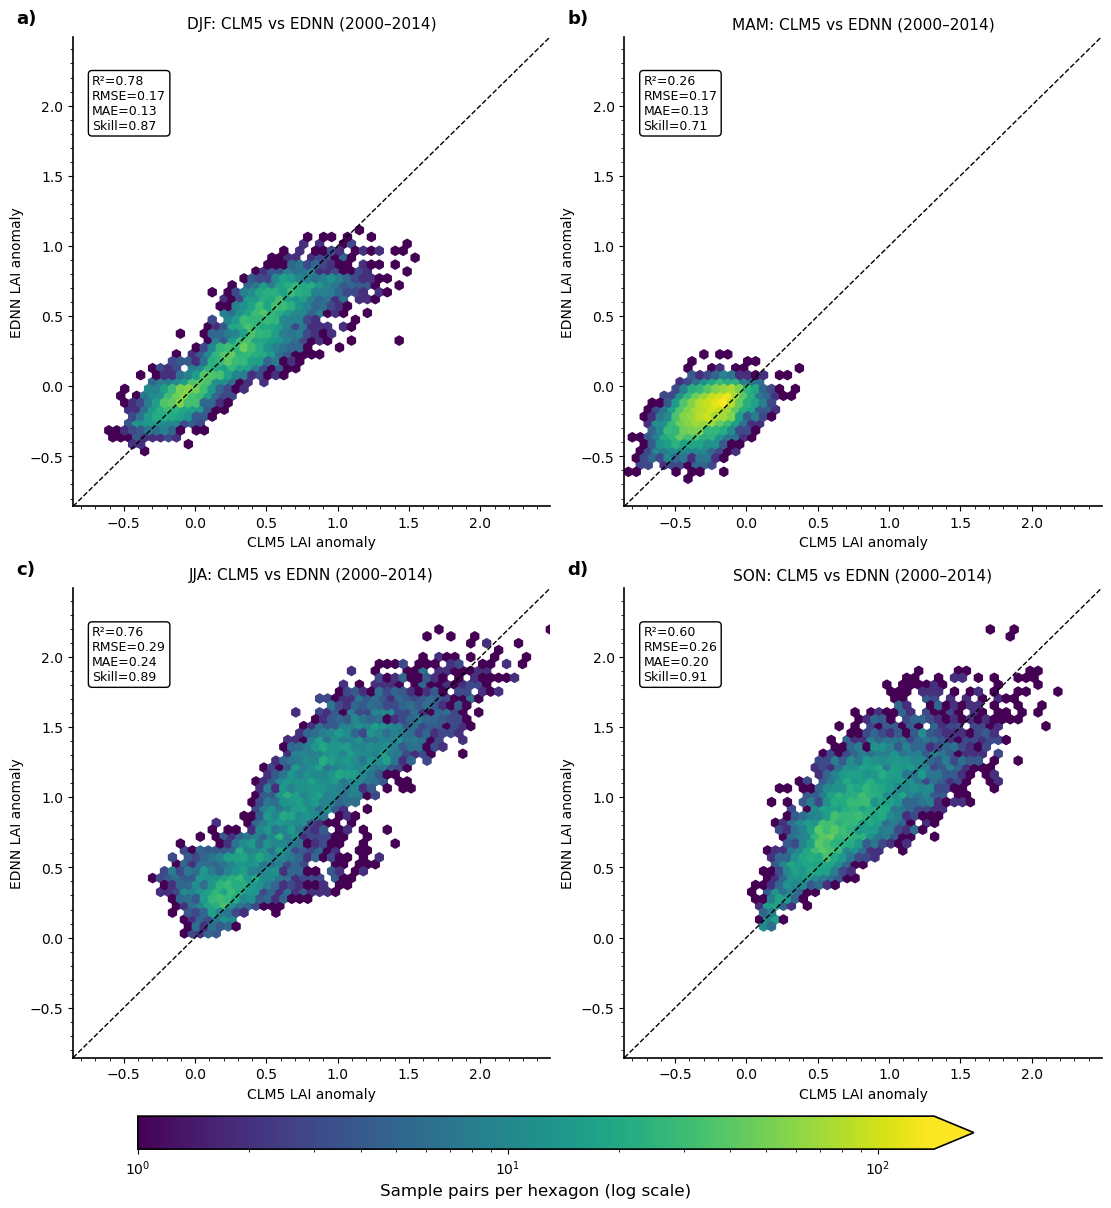 a)
DJF: CLM5 vs EDNN (2000–2014)
R²=0.78
RMSE=0.17
MAE=0.13
Skill=0.87
2.0
1.5
1.0
0.5
0.0
−0.5
EDNN LAI anomaly
−0.5 0.0 0.5 1.0 1.5 2.0
CLM5 LAI anomaly
b)
MAM: CLM5 vs EDNN (2000–2014)
R²=0.26
RMSE=0.17
MAE=0.13
Skill=0.71
2.0
1.5
1.0
0.5
0.0
−0.5
EDNN LAI anomaly
−0.5 0.0 0.5 1.0 1.5 2.0
CLM5 LAI anomaly
c)
JJA: CLM5 vs EDNN (2000–2014)
R²=0.76
RMSE=0.29
MAE=0.24
Skill=0.89
2.0
1.5
1.0
0.5
0.0
−0.5
EDNN LAI anomaly
−0.5 0.0 0.5 1.0 1.5 2.0
CLM5 LAI anomaly
d)
SON: CLM5 vs EDNN (2000–2014)
R²=0.60
RMSE=0.26
MAE=0.20
Skill=0.91
2.0
1.5
1.0
0.5
0.0
−0.5
EDNN LAI anomaly
−0.5 0.0 0.5 1.0 1.5 2.0
CLM5 LAI anomaly
10⁰ 10¹ 10²
Sample pairs per hexagon (log scale)